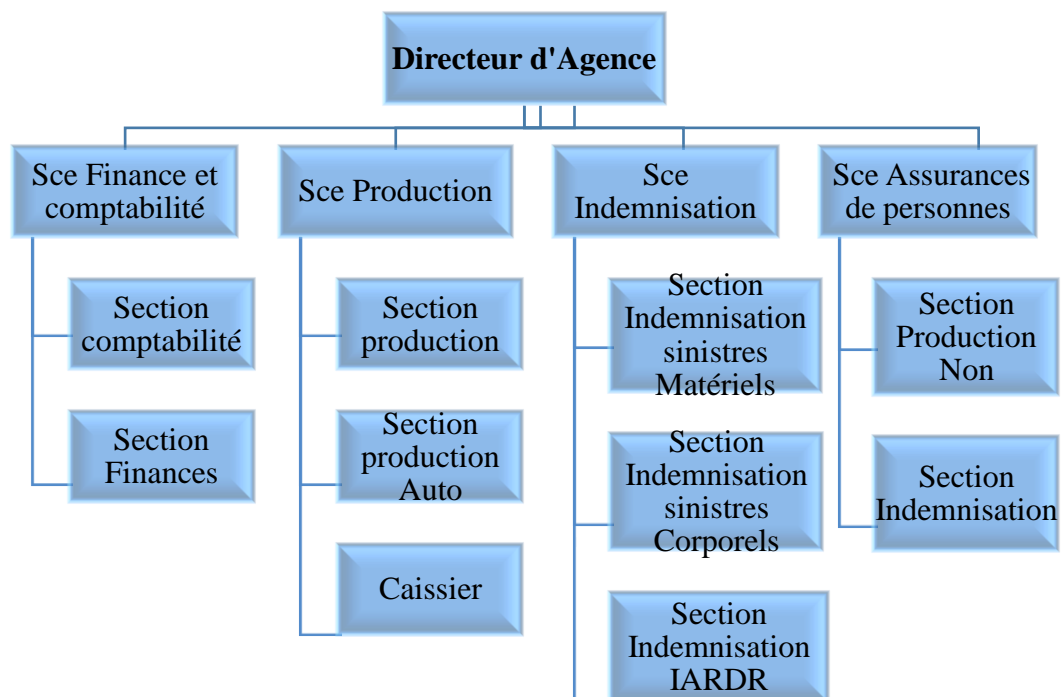 Directeur d'Agence
Sce Finance et
comptabilité
Section
comptabilité
Section
Finances
Sce Production
Section
production
Section
production
Auto
Caissier
Sce
Indemnisation
Section
Indemnisation
sinistres
Matériels
Section
Indemnisation
sinistres
Corporels
Section
Indemnisation
IARDR
Sce Assurances
de personnes
Section
Production
Non
Section
Indemnisation